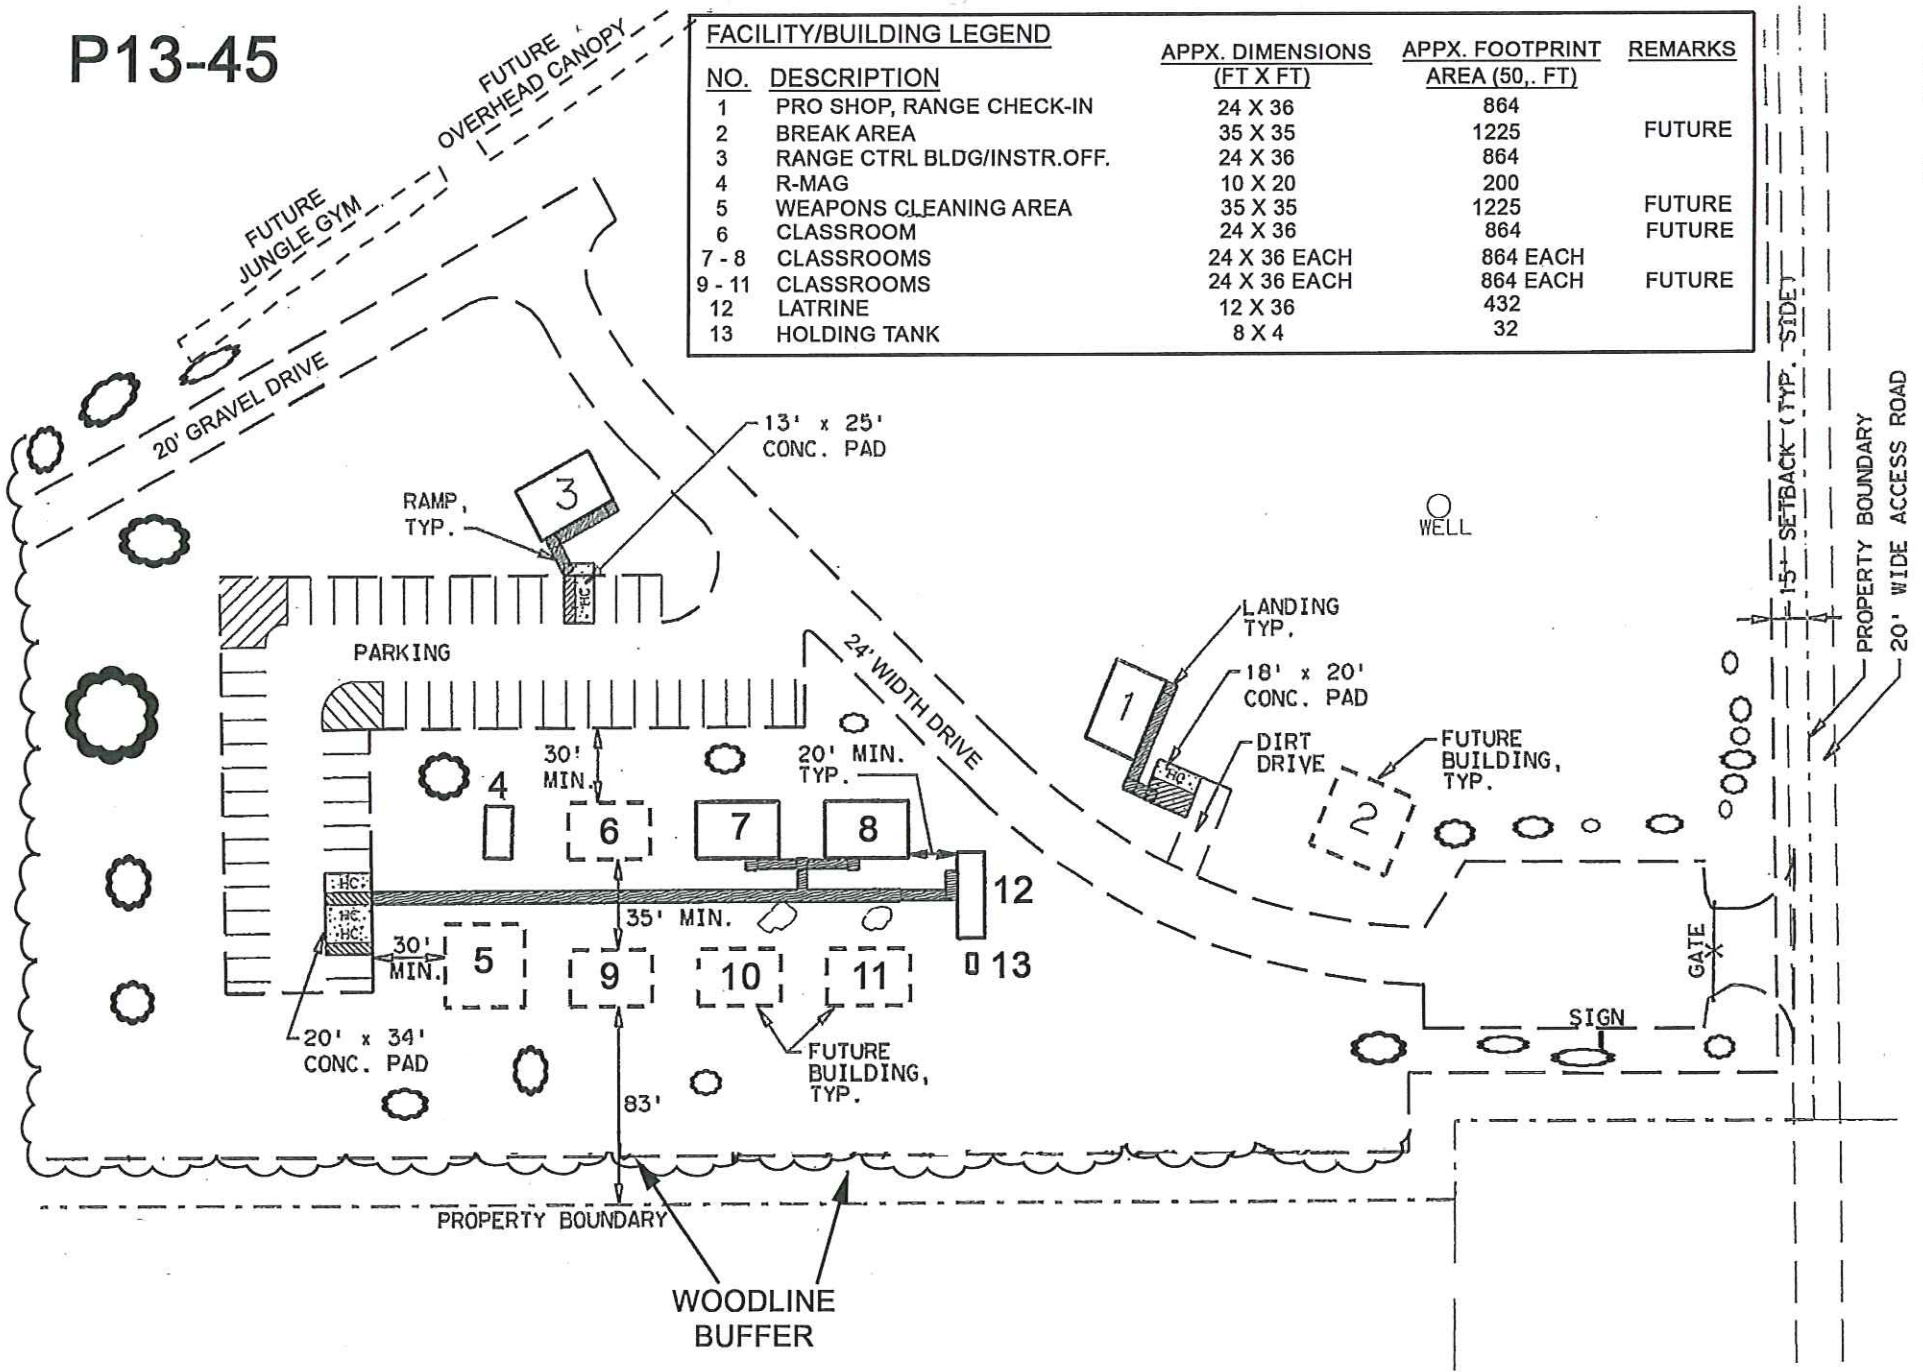 P13-45
FUTURE
OVERHEAD CANOPY
FUTURE
JUNGLE GYM
20' GRAVEL DRIVE
FACILITY/BUILDING LEGEND
NO. DESCRIPTION APPX. DIMENSIONS (FT X FT) APPX. FOOTPRINT AREA (50,. FT) REMARKS
1 PRO SHOP, RANGE CHECK-IN 24 X 36 864
2 BREAK AREA 35 X 35 1225 FUTURE
3 RANGE CTRL BLDG/INSTR.OFF. 24 X 36 864
4 R-MAG 10 X 20 200
5 WEAPONS CLEANING AREA 35 X 35 1225 FUTURE
6 CLASSROOM 24 X 36 864 FUTURE
7 - 8 CLASSROOMS 24 X 36 EACH 864 EACH
9 - 11 CLASSROOMS 24 X 36 EACH 864 EACH FUTURE
12 LATRINE 12 X 36 432
13 HOLDING TANK 8 X 4 32
15' SETBACK (TYP. SIDE)
PROPERTY BOUNDARY
20' WIDE ACCESS ROAD
13' x 25'
CONC. PAD
3
RAMP,
TYP.
HC
WELL
PARKING
24' WIDTH DRIVE
LANDING
TYP.
1
18' x 20'
CONC. PAD
HC
DIRT
DRIVE
FUTURE
BUILDING,
TYP.
2
30'
MIN.
20' MIN.
TYP.
4
6
7
8
12
HC
HC
HC
35' MIN.
30'
MIN.
5
9
10
11
13
GATE
SIGN
20' x 34'
CONC. PAD
FUTURE
BUILDING,
TYP.
83'
PROPERTY BOUNDARY
WOODLINE
BUFFER